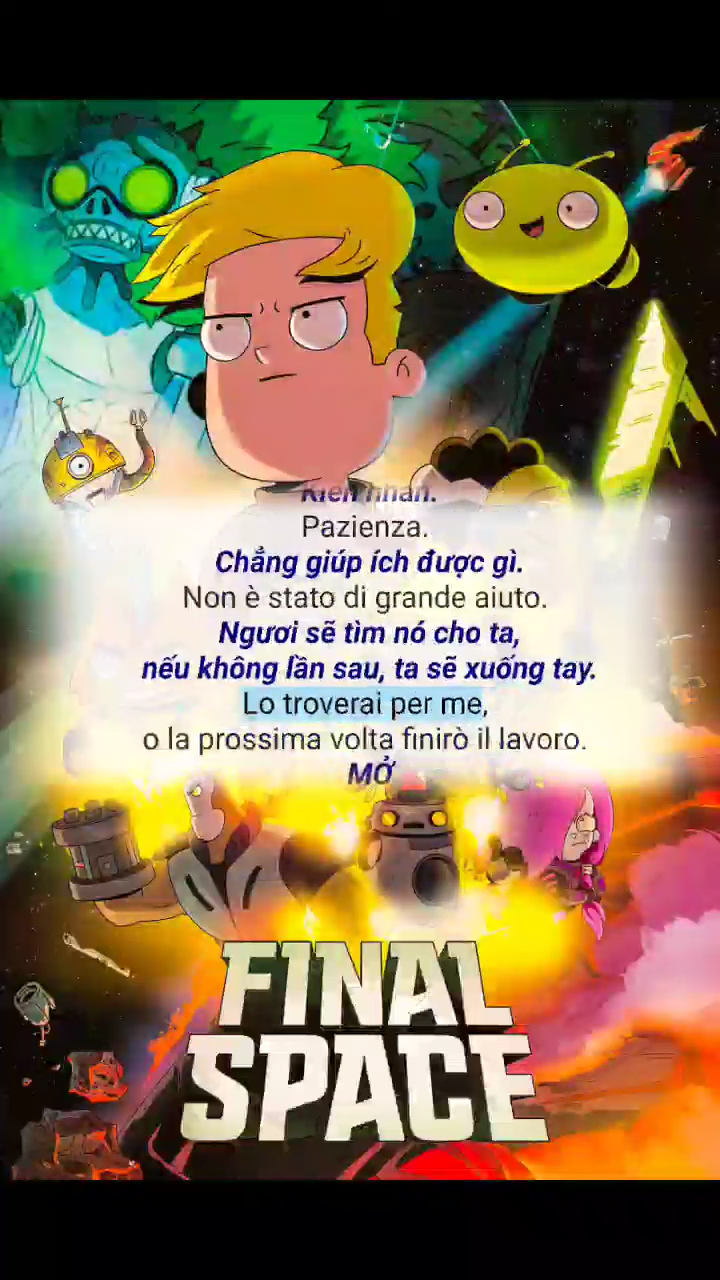 Kiên nhẫn.
Pazienza.
Chẳng giúp ích được gì.
Non è stato di grande aiuto.
Ngươi sẽ tìm nó cho ta,
nếu không lần sau, ta sẽ xuống tay.
Lo troverai per me,
o la prossima volta finirò il lavoro.
MỞ
FINAL
SPACE